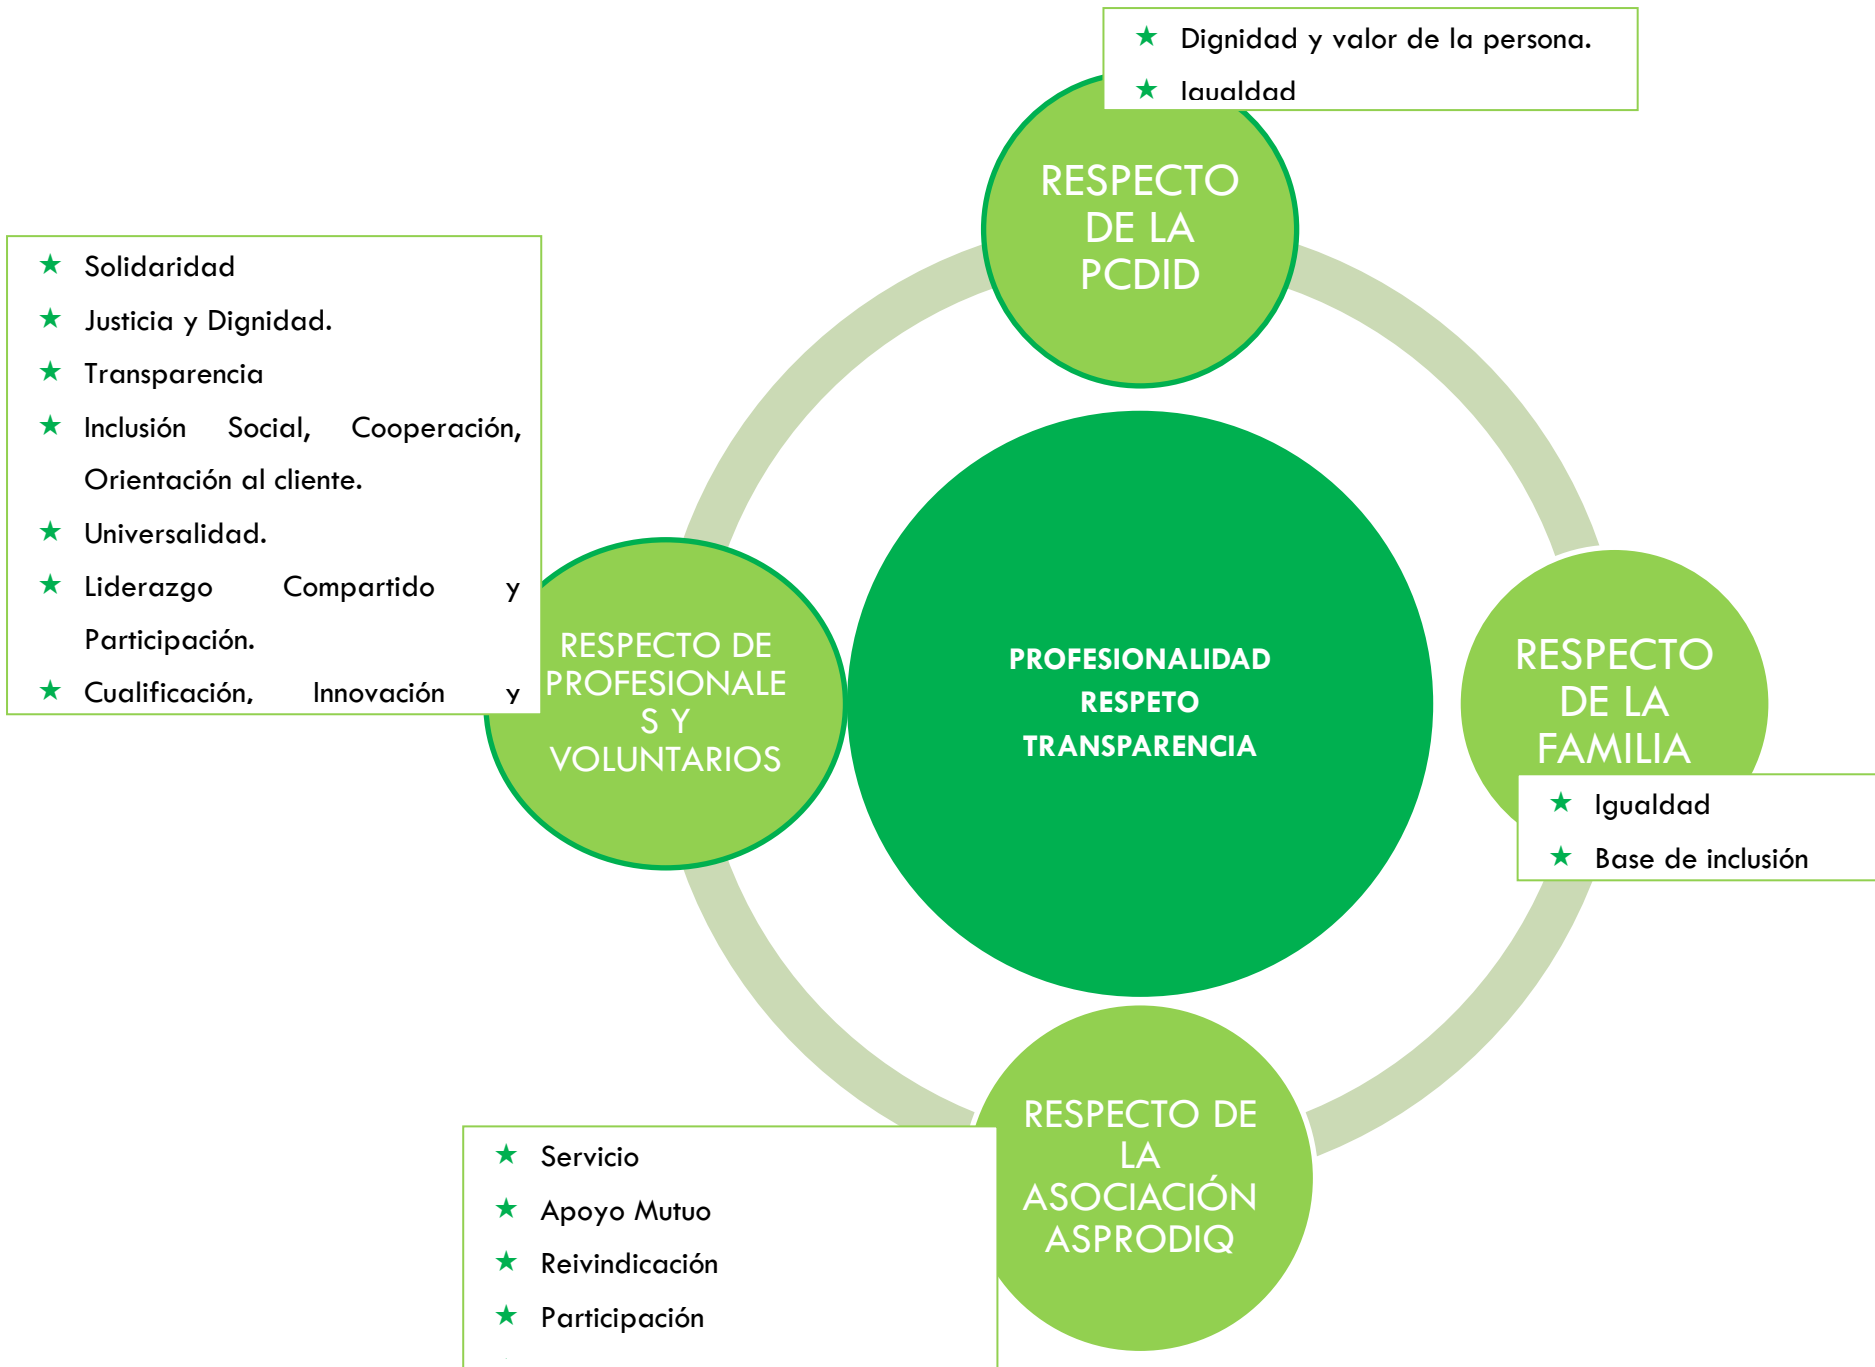 Dignidad y valor de la persona.
Igualdad
RESPECTO
DE LA
PCDID
Solidaridad
Justicia y Dignidad.
Transparencia
Inclusión Social, Cooperación,
Orientación al cliente.
Universalidad.
Liderazgo Compartido y
Participación.
Cualificación, Innovación y
RESPECTO DE
PROFESIONALE
S Y
VOLUNTARIOS
PROFESIONALIDAD
RESPETO
TRANSPARENCIA
RESPECTO
DE LA
FAMILIA
Igualdad
Base de inclusión
RESPECTO DE
LA
ASOCIACIÓN
ASPRODIQ
Servicio
Apoyo Mutuo
Reivindicación
Participación